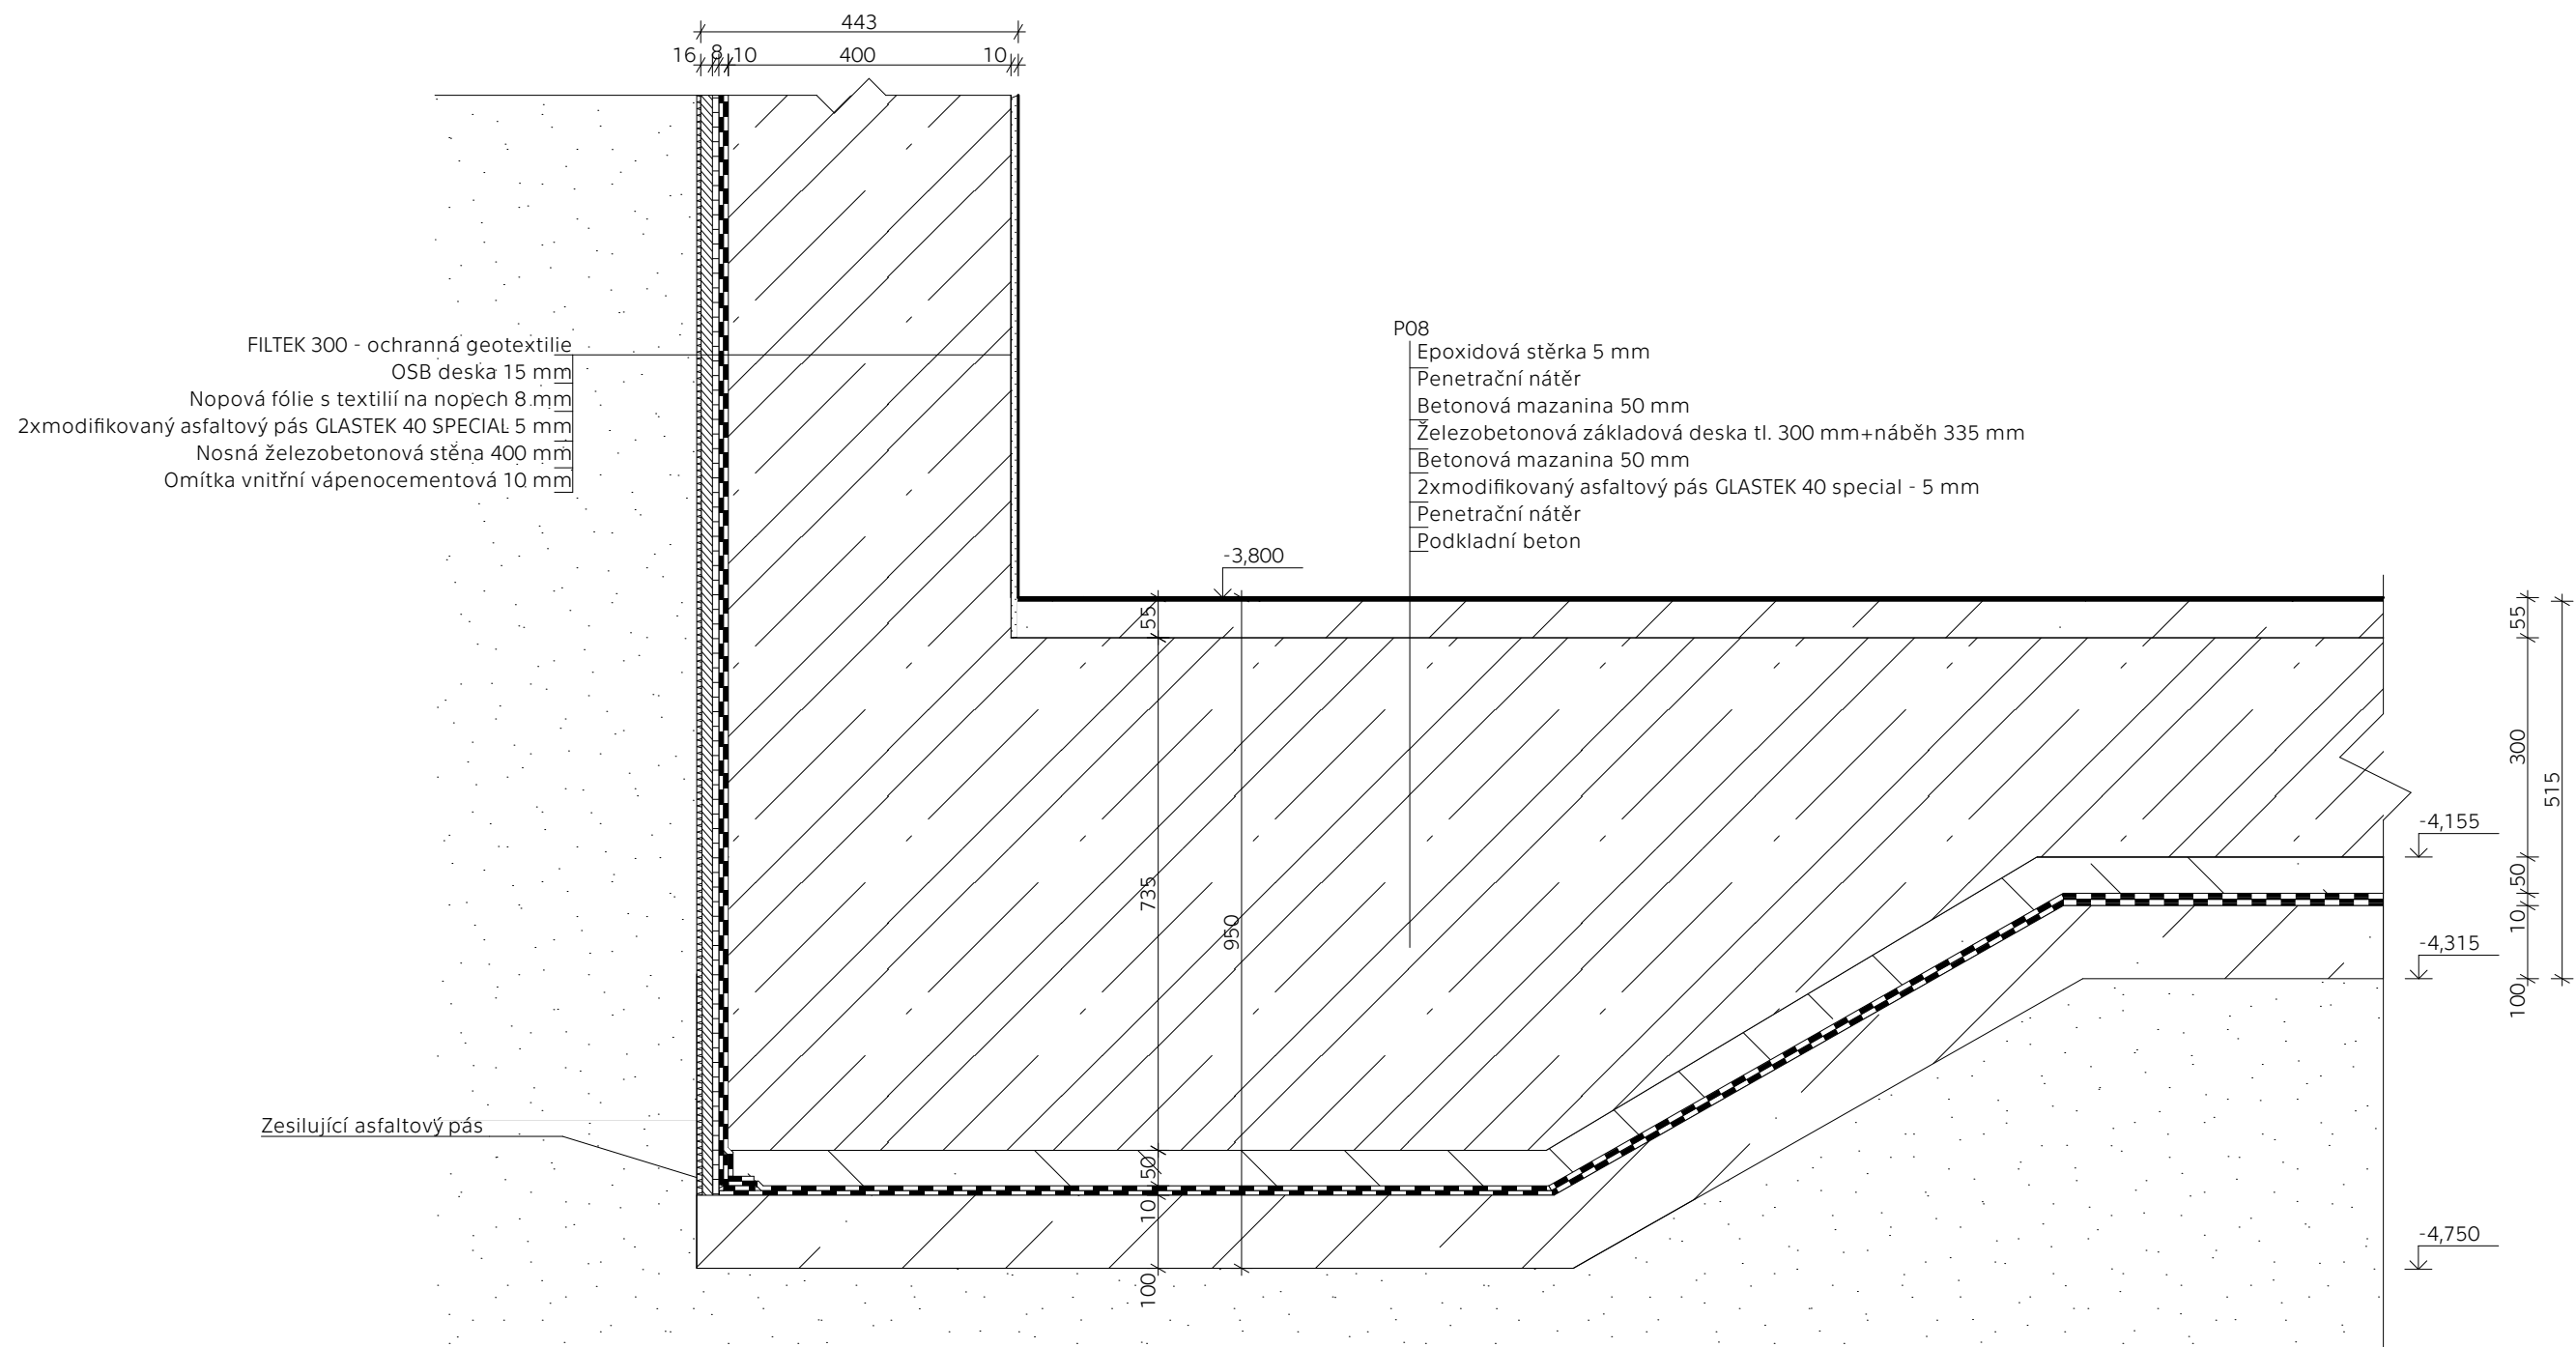 443
16 8 10 400 10
FILTEK 300 - ochranná geotextilie
OSB deska 15 mm
Nopová fólie s textilií na nopech 8 mm
2xmodifikovaný asfaltový pás GLASTEK 40 SPECIAL 5 mm
Nosná železobetonová stěna 400 mm
Omítka vnitřní vápenocementová 10 mm
P08
Epoxidová stěrka 5 mm
Penetrační nátěr
Betonová mazanina 50 mm
Železobetonová základová deska tl. 300 mm+náběh 335 mm
Betonová mazanina 50 mm
2xmodifikovaný asfaltový pás GLASTEK 40 special - 5 mm
Penetrační nátěr
Podkladní beton
-3,800
55
735
50
10
100
950
55
300
50
10
100
515
-4,155
-4,315
-4,750
Zesilující asfaltový pás